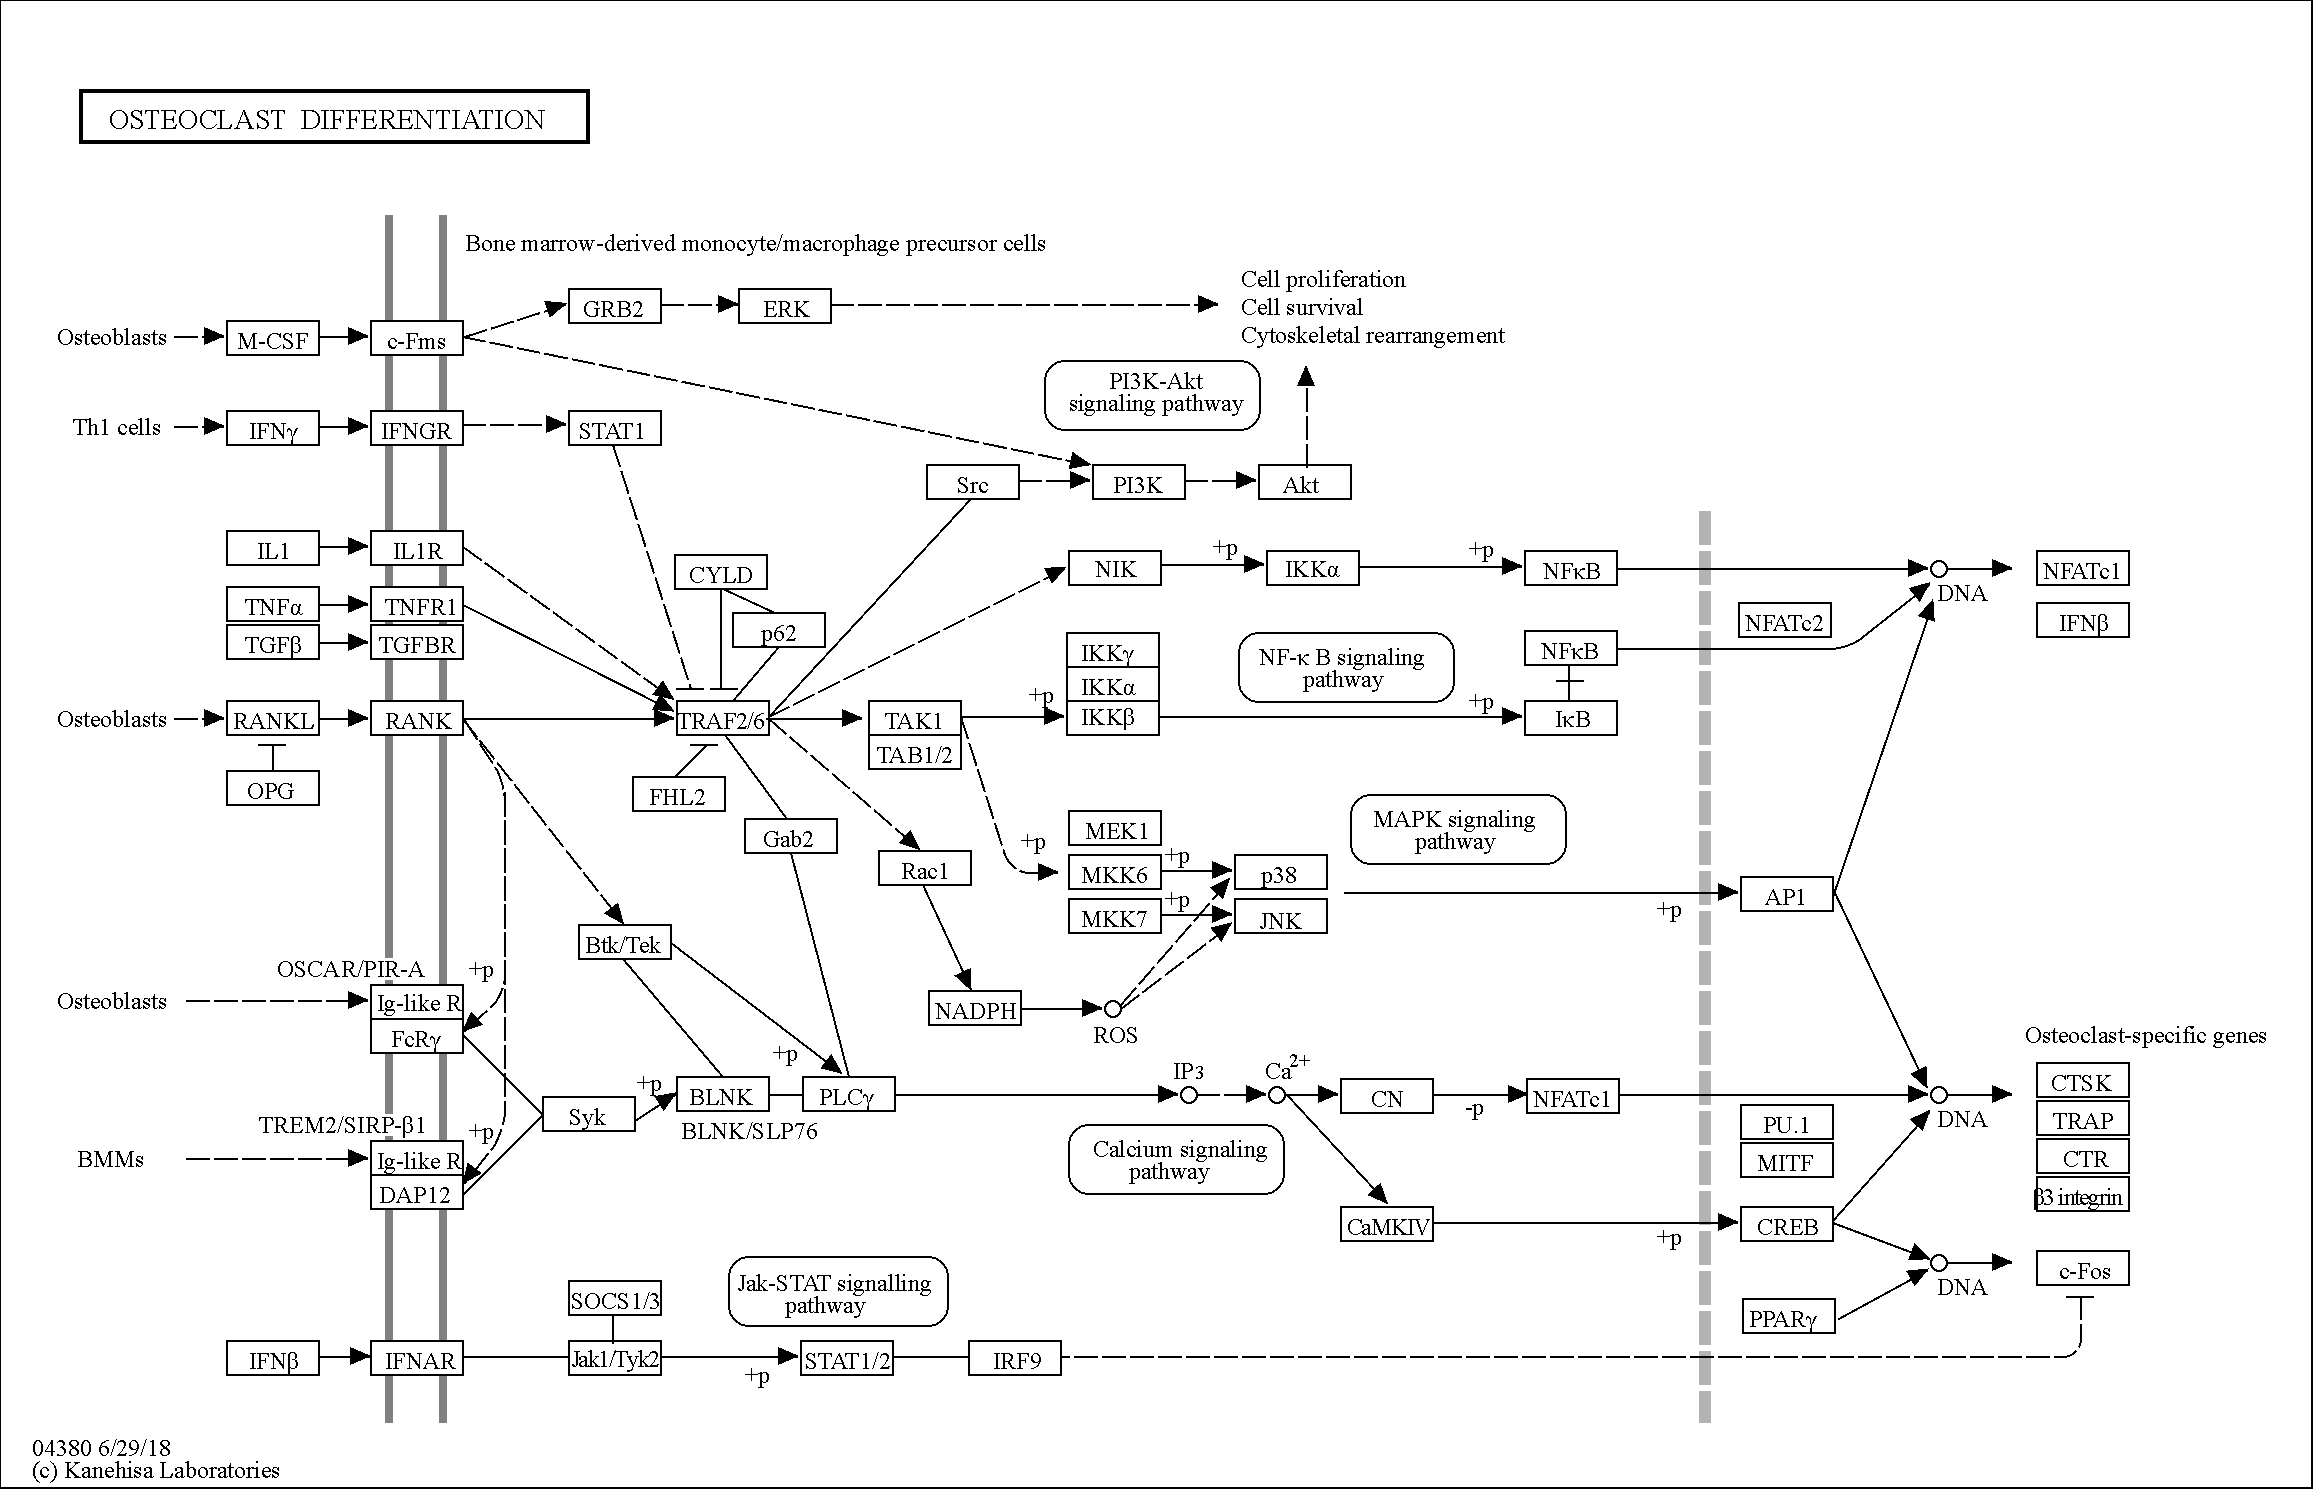 OSTEOCLAST DIFFERENTIATION
Bone marrow-derived monocyte/macrophage precursor cells
Cell proliferation
Cell survival
Cytoskeletal rearrangement
GRB2
ERK
Osteoblasts
M-CSF
c-Fms
PI3K-Akt
signaling pathway
Th1 cells
IFNγ
IFNGR
STAT1
Src
PI3K
Akt
IL1
IL1R
CYLD
NIK
+p
IKKα
+p
NFκB
DNA
NFATc1
TNFα
TNFR1
p62
NFATc2
IFNβ
TGFβ
TGFBR
IKKγ
IKKα
IKKβ
NF-κ B signaling
pathway
NFκB
Osteoblasts
RANKL
RANK
TRAF2/6
TAK1
TAB1/2
+p
+p
IκB
OPG
FHL2
Gab2
Rac1
+p
MEK1
MKK6
MKK7
+p
+p
p38
JNK
MAPK signaling
pathway
+p
AP1
Btk/Tek
OSCAR/PIR-A
+p
Osteoblasts
Ig-like R
FcRγ
NADPH
ROS
Osteoclast-specific genes
+p
IP3
Ca2+
TREM2/SIRP-β1
+p
Syk
+p
BLNK
BLNK/SLP76
PLCγ
CN
-p
NFATc1
DNA
CTSK
TRAP
CTR
β3 integrin
PU.1
MITF
BMMs
Ig-like R
DAP12
Calcium signaling
pathway
CaMKIV
+p
CREB
DNA
c-Fos
PPARγ
SOCS1/3
Jak-STAT signalling
pathway
IFNβ
IFNAR
Jak1/Tyk2
+p
STAT1/2
IRF9
04380 6/29/18
(c) Kanehisa Laboratories